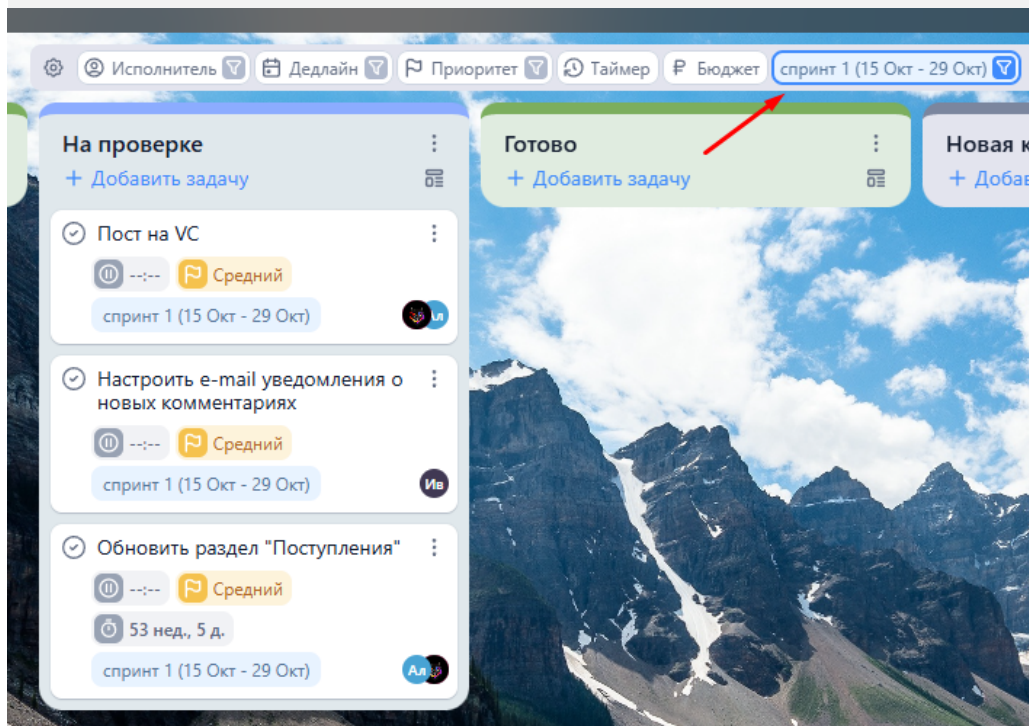 Исполнитель Дедлайн Приоритет Таймер Бюджет спринт 1 (15 Окт - 29 Окт)
На проверке
+ Добавить задачу
Пост на VC
--:-- Средний
спринт 1 (15 Окт - 29 Окт)
Настроить e-mail уведомления о
новых комментариях
--:-- Средний
спринт 1 (15 Окт - 29 Окт)
Ив
Обновить раздел "Поступления"
--:-- Средний
53 нед., 5 д.
спринт 1 (15 Окт - 29 Окт)
Ал
Готово
+ Добавить задачу
Новая